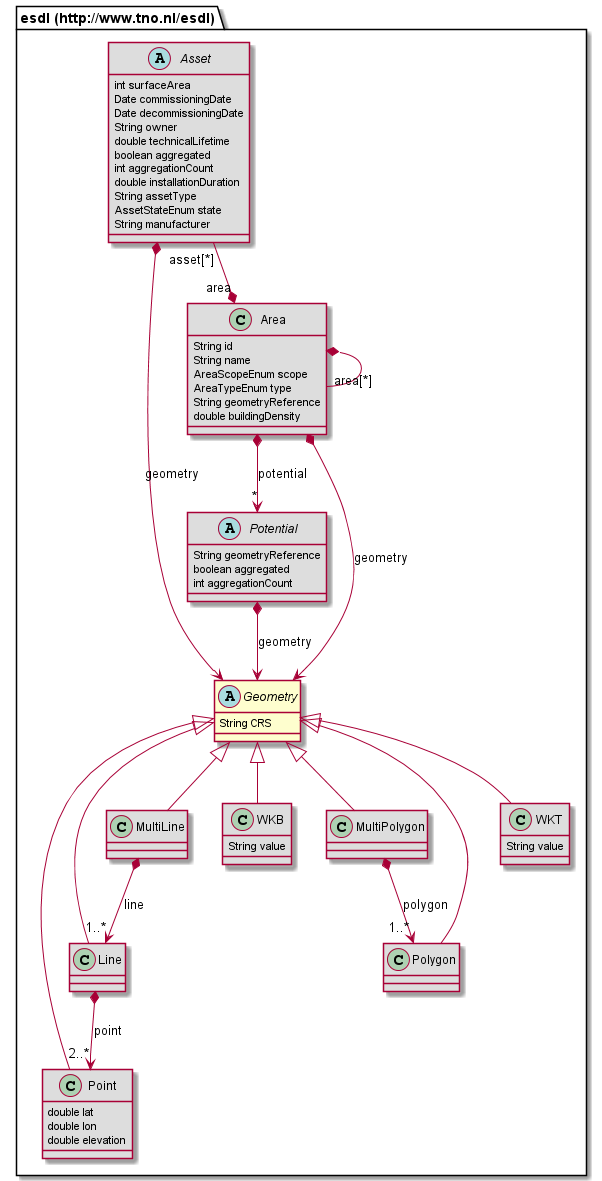 esdl (http://www.tno.nl/esdl)
A Asset
int surfaceArea
Date commissioningDate
Date decommissioningDate
String owner
double technicalLifetime
boolean aggregated
int aggregationCount
double installationDuration
String assetType
AssetStateEnum state
String manufacturer
asset[*]
area
C Area
String id
String name
AreaScopeEnum scope
AreaTypeEnum type
String geometryReference
double buildingDensity
area[*]
geometry
potential
*
A Potential
String geometryReference
boolean aggregated
int aggregationCount
geometry
geometry
A Geometry
String CRS
C MultiLine
C WKB
String value
C MultiPolygon
C WKT
String value
line
1..*
polygon
1..*
C Line
C Polygon
point
2..*
C Point
double lat
double lon
double elevation